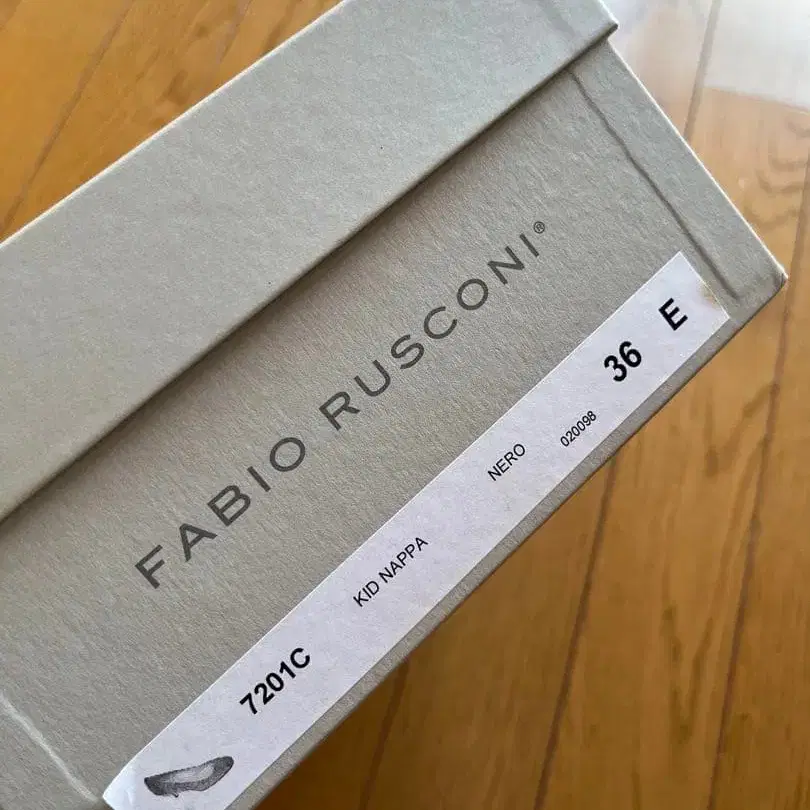 FABIO RUSCONI®
7201C KID NAPPA NERO 020098 36 E